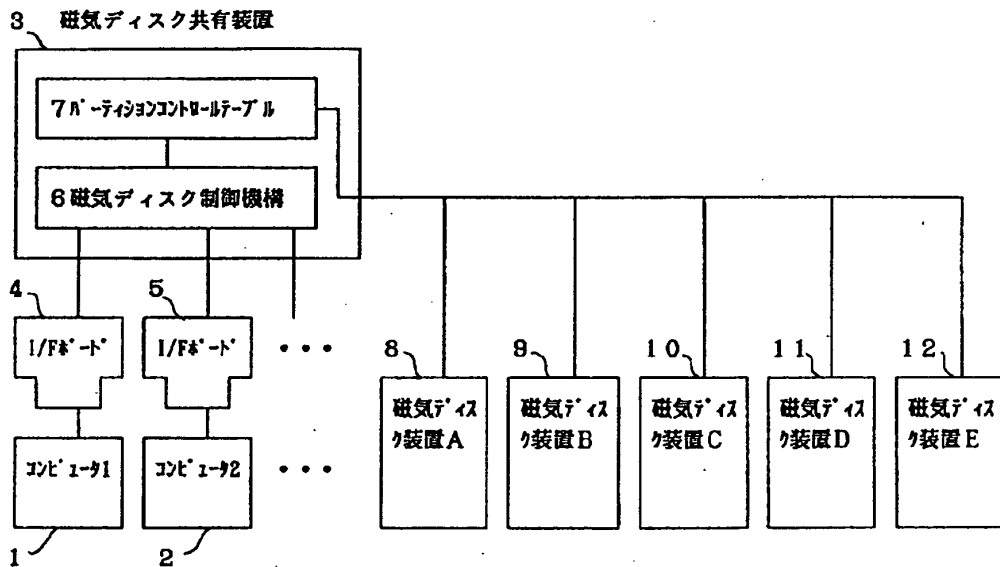 3 磁気ディスク共有装置
7 ﾊﾟｰﾃｨｼｮﾝｺﾝﾄﾛｰﾙﾃｰﾌﾞﾙ
6 磁気ディスク制御機構
4
5
I/Fﾎﾞｰﾄﾞ
I/Fﾎﾞｰﾄﾞ
・・・
8
9
10
11
12
磁気ﾃﾞｨｽ
ｸ装置A
磁気ﾃﾞｨｽ
ｸ装置B
磁気ﾃﾞｨｽ
ｸ装置C
磁気ﾃﾞｨｽ
ｸ装置D
磁気ﾃﾞｨｽ
ｸ装置E
ｺﾝﾋﾟｭｰﾀ1
ｺﾝﾋﾟｭｰﾀ2
・・・
1
2